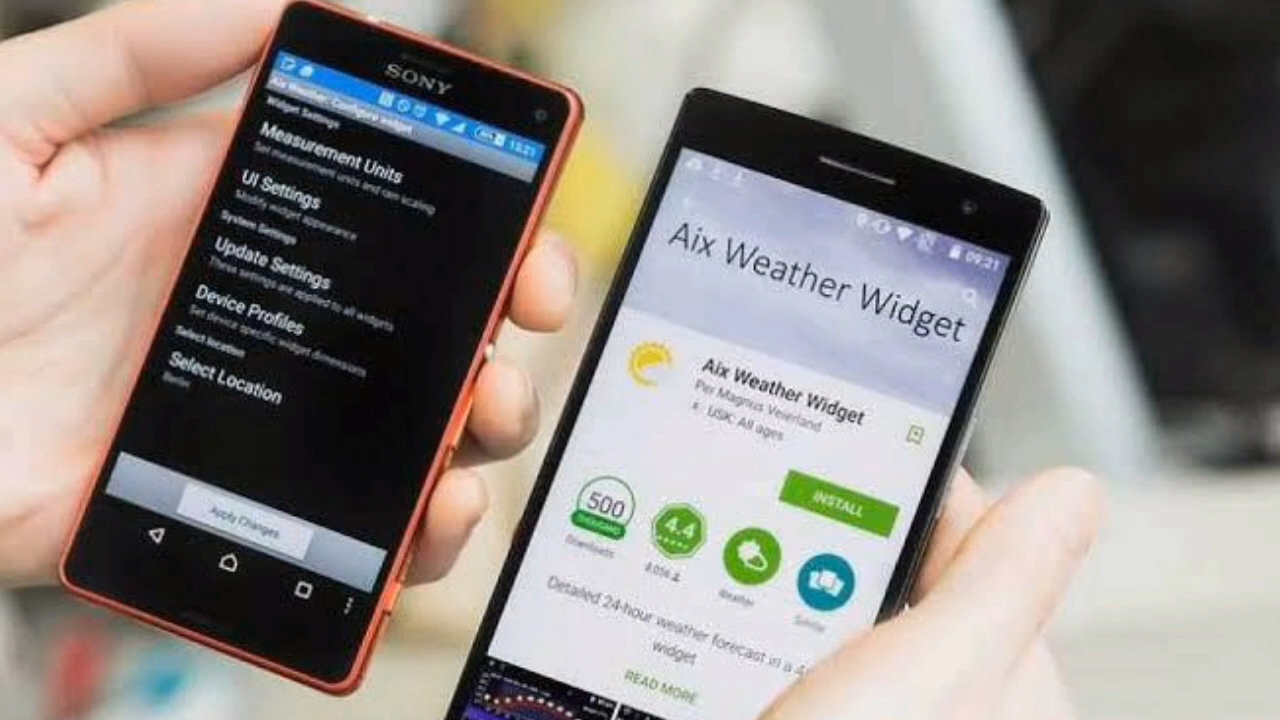 SONY
13:21
Aix Weather: Configure widget
Widget Settings
Measurement Units
Set measurement units and rain scaling
UI Settings
Modify widget appearance
System Settings
Update Settings
These settings are applied to all widgets
Device Profiles
Set device specific widget dimensions
Select location
Select Location
Berlin
Apply Changes
09:21
Aix Weather Widget
Aix Weather Widget
Per Magnus Veierland
USK: All ages
INSTALL
500
THOUSAND
4.4
Downloads
Weather
Similar
Detailed 24-hour weather forecast in a
widget
READ MORE